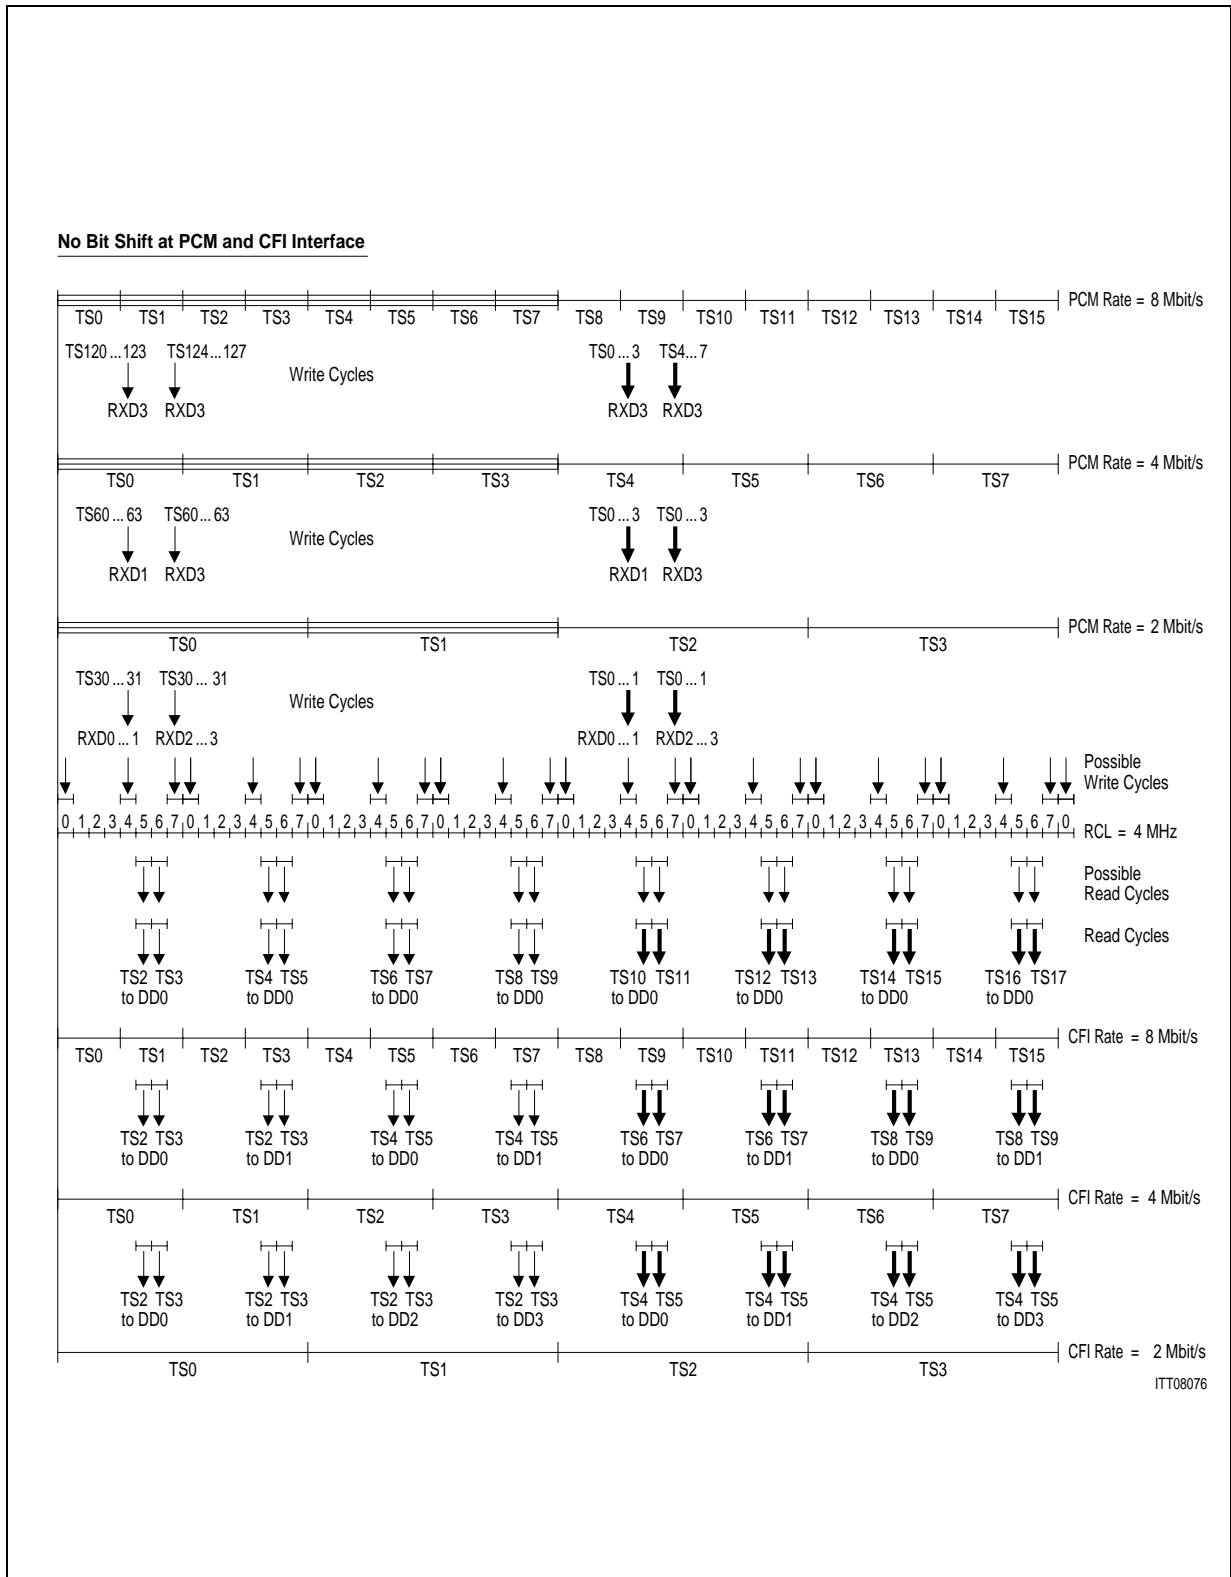 No Bit Shift at PCM and CFI Interface
PCM Rate = 8 Mbit/s
TS0 TS1 TS2 TS3 TS4 TS5 TS6 TS7 TS8 TS9 TS10 TS11 TS12 TS13 TS14 TS15
TS120 ... 123 TS124 ... 127 TS0 ... 3 TS4 ... 7
Write Cycles
RXD3 RXD3 RXD3 RXD3
PCM Rate = 4 Mbit/s
TS0 TS1 TS2 TS3 TS4 TS5 TS6 TS7
TS60 ... 63 TS60 ... 63 TS0 ... 3 TS0 ... 3
Write Cycles
RXD1 RXD3 RXD1 RXD3
PCM Rate = 2 Mbit/s
TS0 TS1 TS2 TS3
TS30 ... 31 TS30 ... 31 TS0 ... 1 TS0 ... 1
Write Cycles
RXD0 ... 1 RXD2 ... 3 RXD0 ... 1 RXD2 ... 3
Possible
Write Cycles
0 1 2 3 4 5 6 7 0 1 2 3 4 5 6 7 0 1 2 3 4 5 6 7 0 1 2 3 4 5 6 7 0 1 2 3 4 5 6 7 0 1 2 3 4 5 6 7 0 1 2 3 4 5 6 7 0 1 2 3 4 5 6 7 0 RCL = 4 MHz
Possible
Read Cycles
Read Cycles
TS2 TS3 TS4 TS5 TS6 TS7 TS8 TS9 TS10 TS11 TS12 TS13 TS14 TS15 TS16 TS17
to DD0 to DD0 to DD0 to DD0 to DD0 to DD0 to DD0 to DD0
CFI Rate = 8 Mbit/s
TS0 TS1 TS2 TS3 TS4 TS5 TS6 TS7 TS8 TS9 TS10 TS11 TS12 TS13 TS14 TS15
TS2 TS3 TS2 TS3 TS4 TS5 TS4 TS5 TS6 TS7 TS6 TS7 TS8 TS9 TS8 TS9
to DD0 to DD1 to DD0 to DD1 to DD0 to DD1 to DD0 to DD1
CFI Rate = 4 Mbit/s
TS0 TS1 TS2 TS3 TS4 TS5 TS6 TS7
TS2 TS3 TS2 TS3 TS2 TS3 TS2 TS3 TS4 TS5 TS4 TS5 TS4 TS5 TS4 TS5
to DD0 to DD1 to DD2 to DD3 to DD0 to DD1 to DD2 to DD3
CFI Rate = 2 Mbit/s
TS0 TS1 TS2 TS3
ITT08076